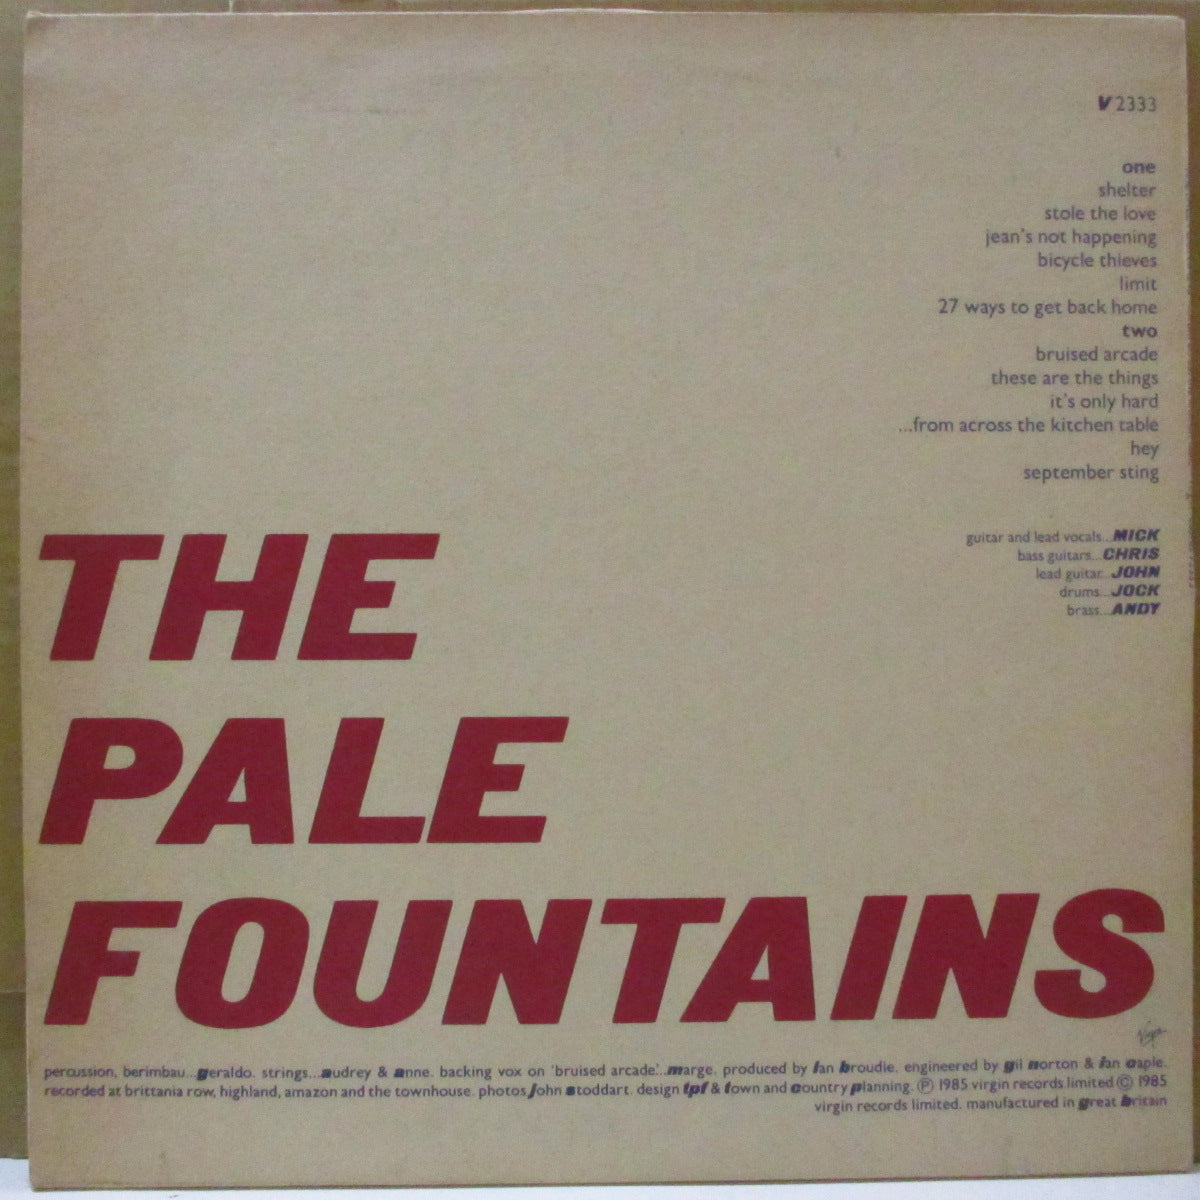 V 2333
one
shelter
stole the love
jean's not happening
bicycle thieves
limit
27 ways to get back home
two
bruised arcade
these are the things
it's only hard
...from across the kitchen table
hey
september sting
guitar and lead vocals...MICK
bass guitars...CHRIS
lead guitar...JOHN
drums...JOCK
brass...ANDY
THE
PALE
FOUNTAINS
Virgin
percussion, berimbau...geraldo. strings...audrey & anne. backing vox on 'bruised arcade'...marge. produced by Ian broudie. engineered by gil norton & Ian caple.
recorded at brittania row, highland, amazon and the townhouse. photos John stoddart. design tpf & town and country planning. Ⓟ 1985 virgin records limited © 1985
virgin records limited. manufactured in great britain